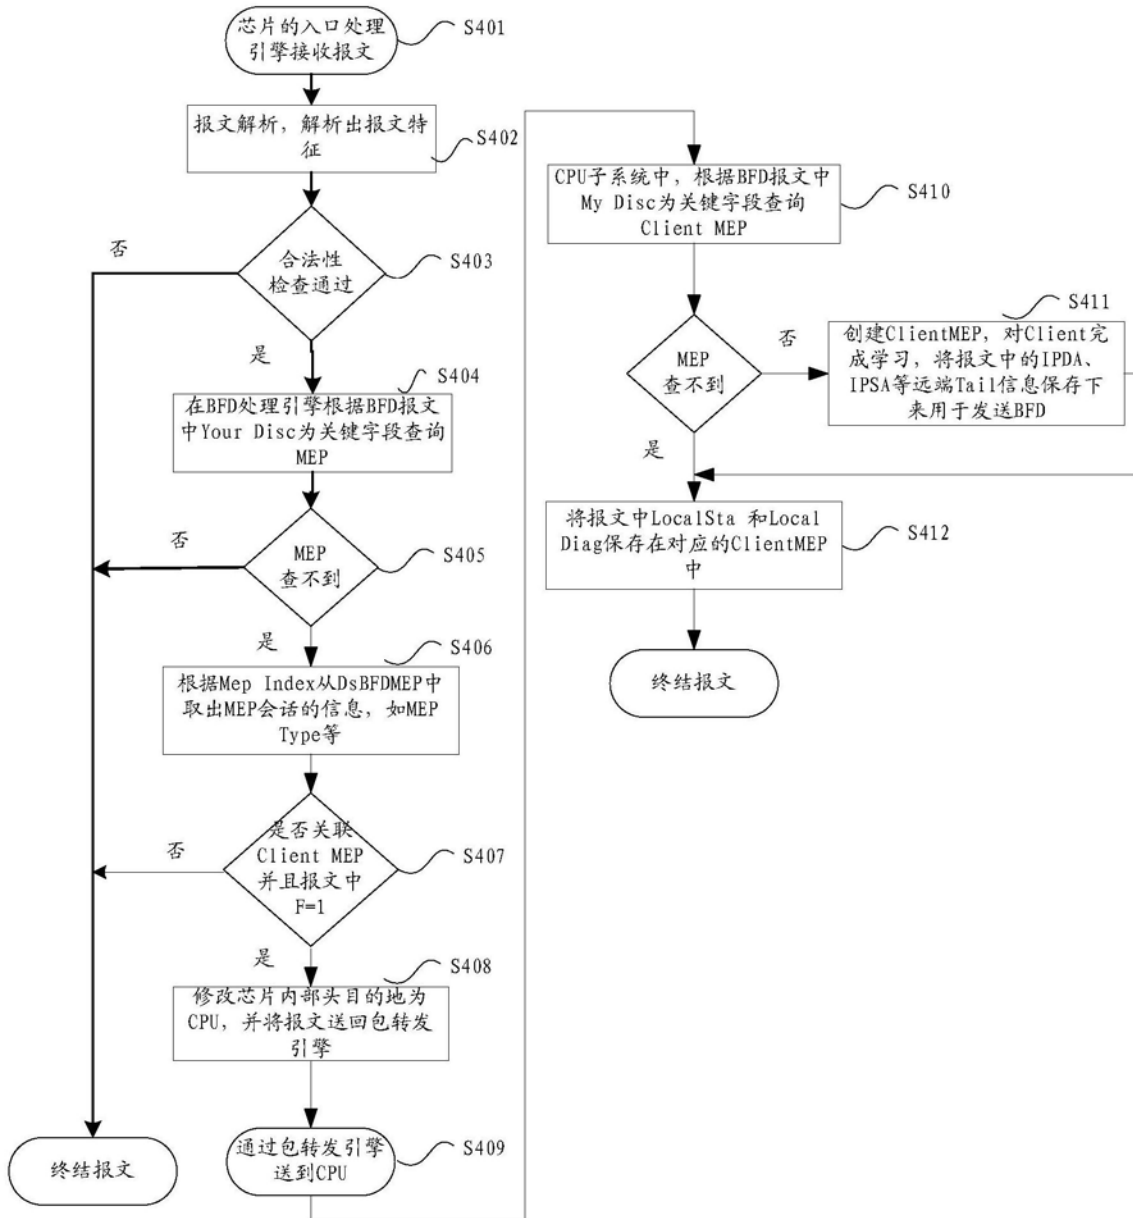 芯片的入口处理
引擎接收报文
S401
报文解析，解析出报文特
征
S402
合法性
检查通过
S403
否
是
S404
在BFD处理引擎根据BFD报文
中Your Disc为关键字段查询
MEP
MEP
查不到
S405
否
是
S406
根据Mep Index从DsBFDMEP中
取出MEP会话的信息，如MEP
Type等
是否关联
Client MEP
并且报文中
F=1
S407
否
是
S408
修改芯片内部头目的地为
CPU，并将报文送回包转发
引擎
通过包转发引擎
送到CPU
S409
终结报文
CPU子系统中，根据BFD报文中
My Disc为关键字段查询
Client MEP
S410
MEP
查不到
否
是
S411
创建ClientMEP，对Client完
成学习，将报文中的IPDA、
IPSA等远端Tail信息保存下
来用于发送BFD
将报文中LocalSta 和Local
Diag保存在对应的ClientMEP
中
S412
终结报文